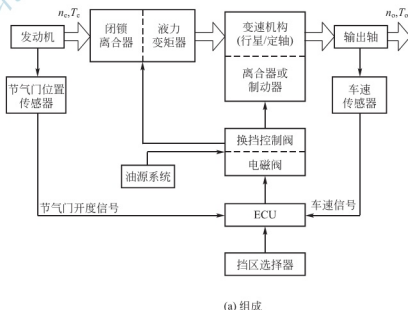 n_e,T_e
n_o,T_o
发动机
闭锁
离合器
液力
变矩器
变速机构
(行星/定轴)
离合器或
制动器
输出轴
节气门位置
传感器
车速
传感器
换挡控制阀
电磁阀
油源系统
节气门开度信号
车速信号
ECU
挡区选择器
(a) 组成